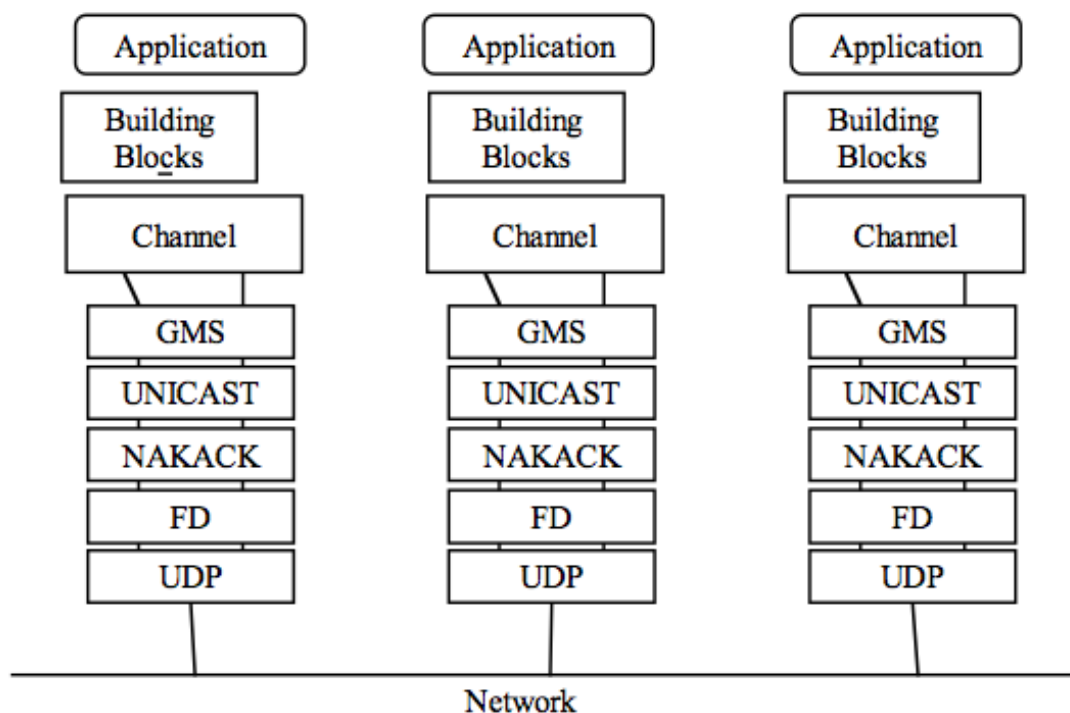 Application
Application
Application
Building
Blocks
Building
Blocks
Building
Blocks
Channel
Channel
Channel
GMS
GMS
GMS
UNICAST
UNICAST
UNICAST
NAKACK
NAKACK
NAKACK
FD
FD
FD
UDP
UDP
UDP
Network